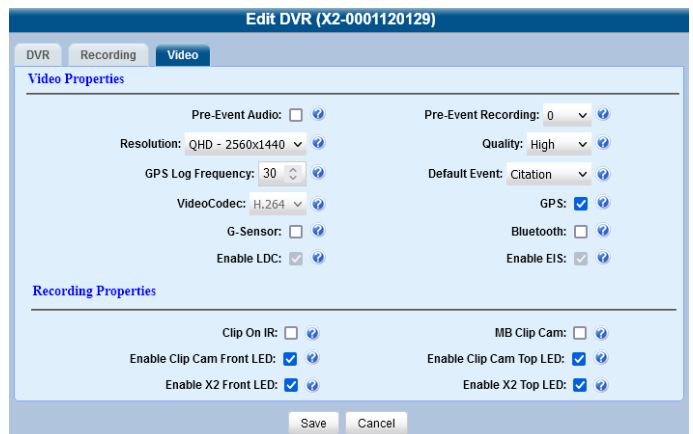 Edit DVR (X2-0001120129)
DVR Recording Video
Video Properties
Pre-Event Audio: Pre-Event Recording: 0
Resolution: QHD - 2560x1440 Quality: High
GPS Log Frequency: 30 Default Event: Citation
VideoCodec: H.264 GPS:
G-Sensor: Bluetooth:
Enable LDC: Enable EIS:
Recording Properties
Clip On IR: MB Clip Cam:
Enable Clip Cam Front LED: Enable Clip Cam Top LED:
Enable X2 Front LED: Enable X2 Top LED:
Save Cancel